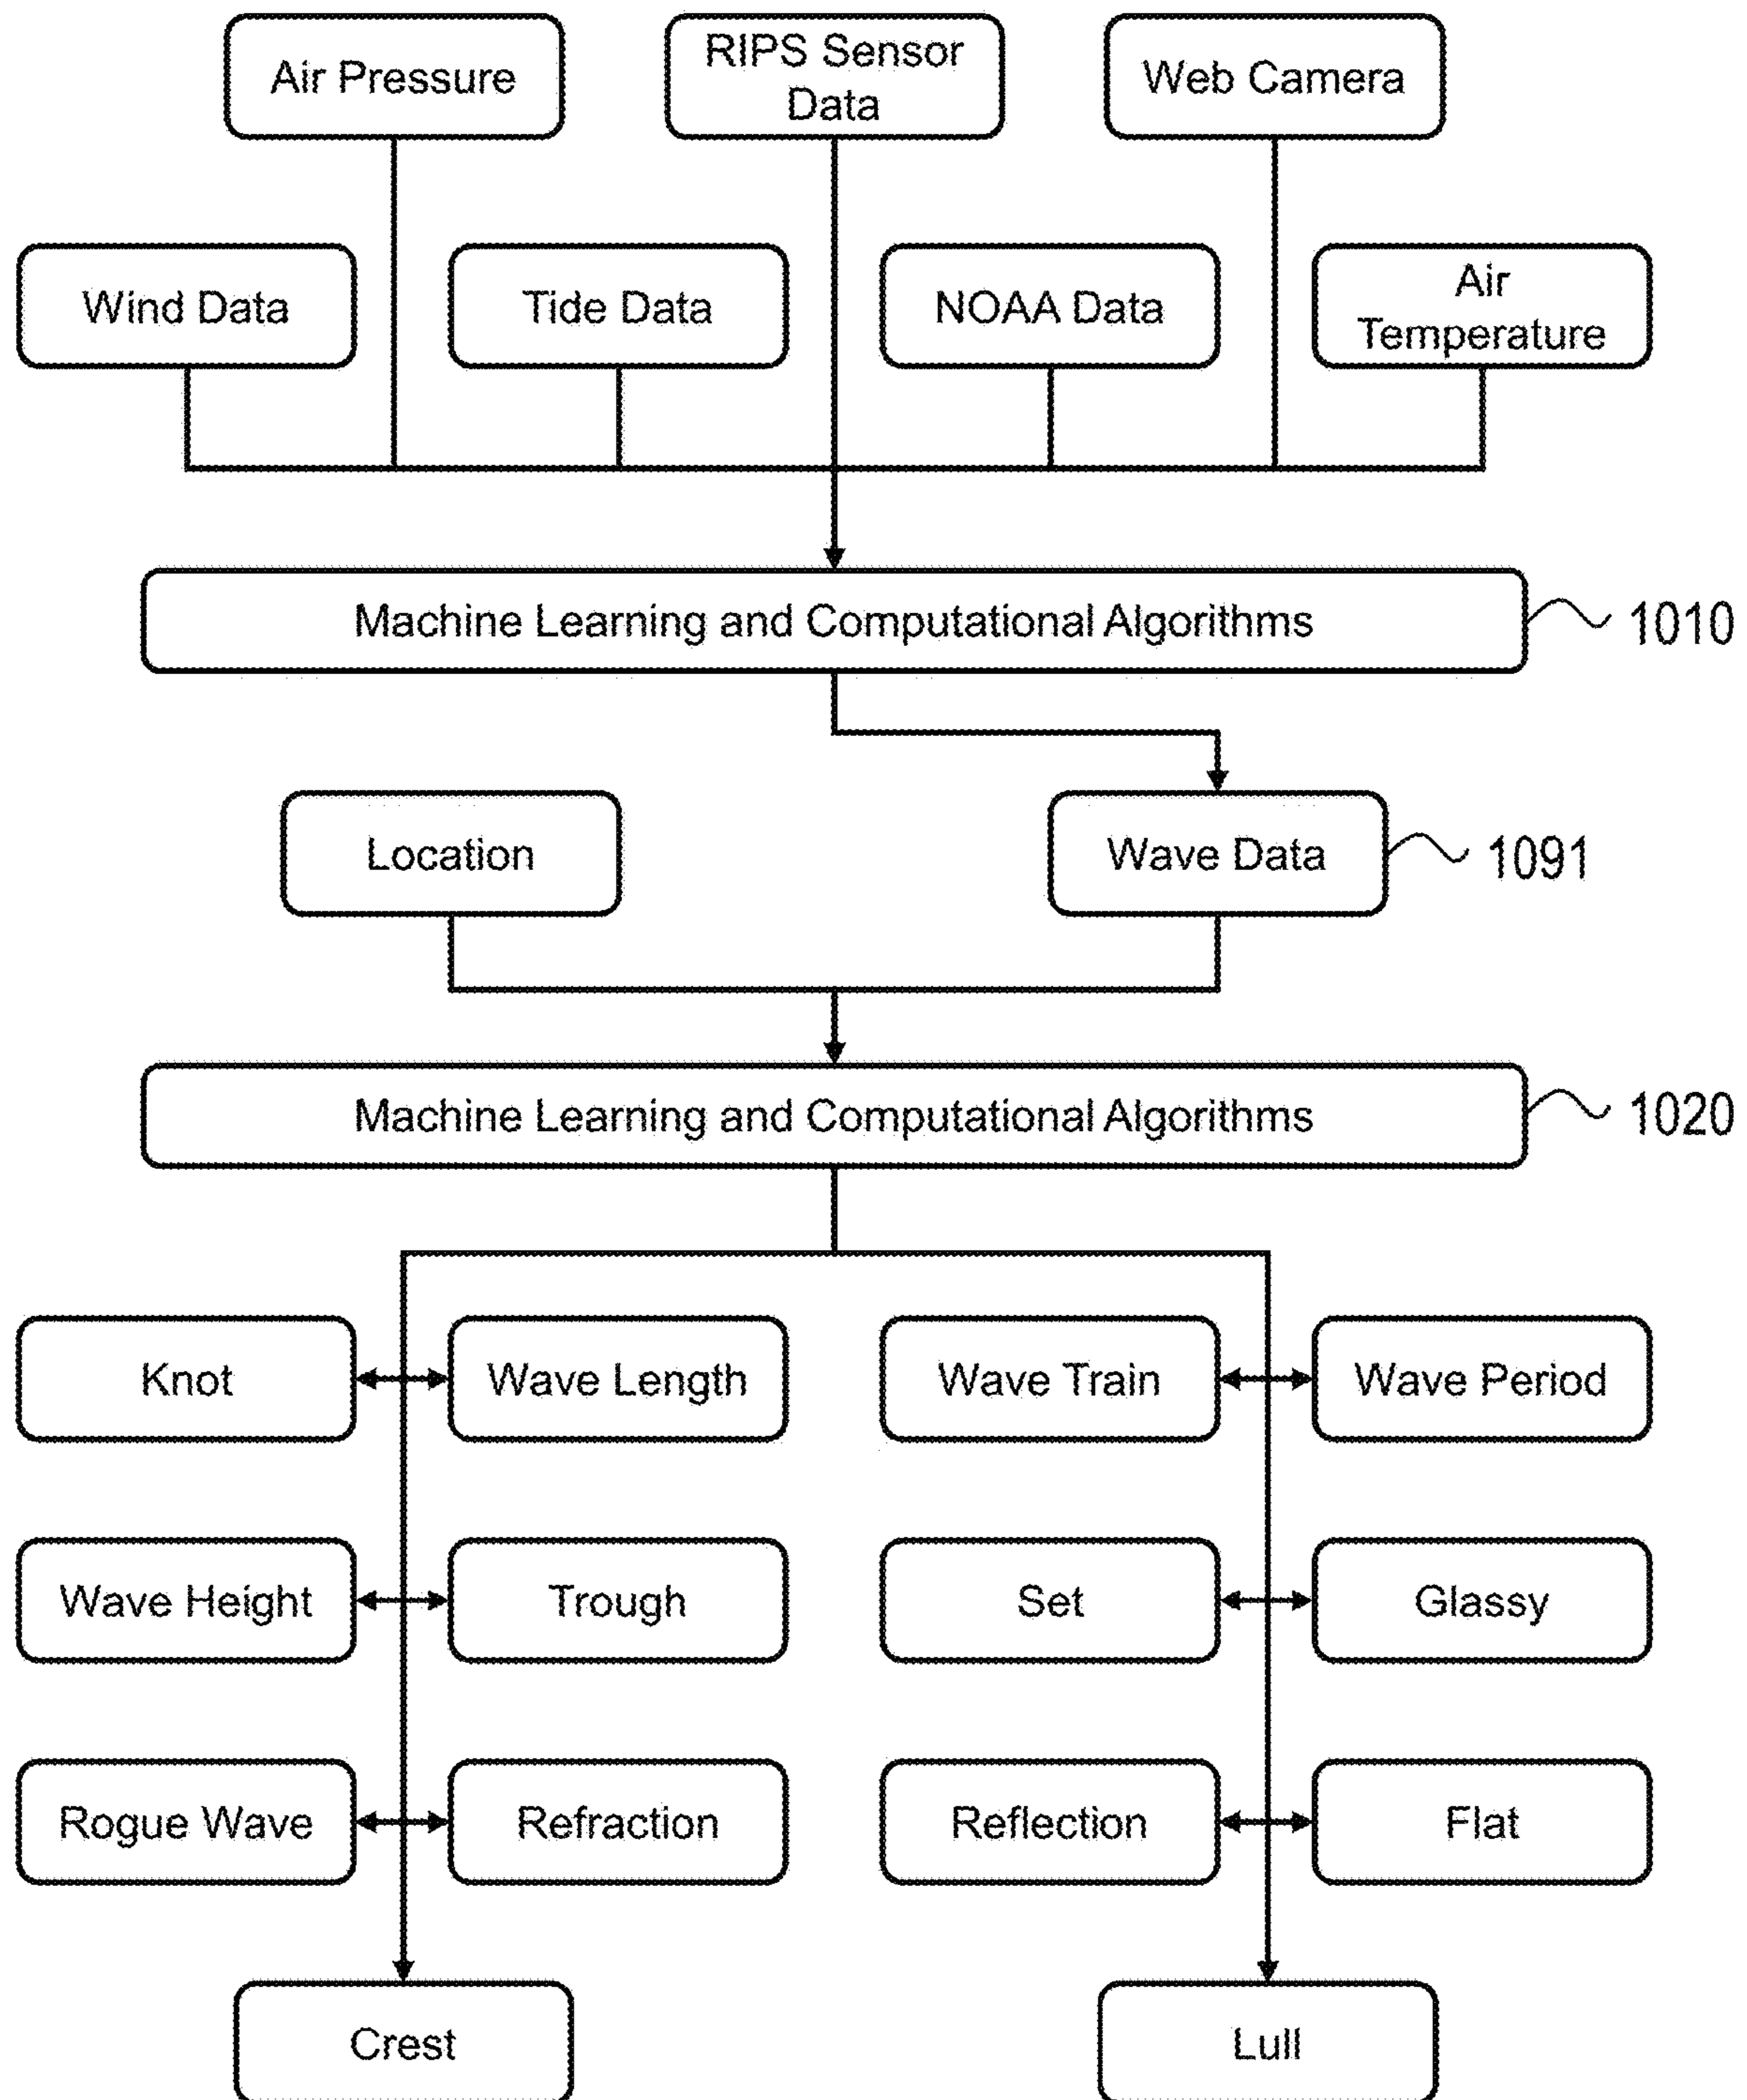 Air Pressure
RIPS Sensor
Data
Web Camera
Wind Data
Tide Data
NOAA Data
Air
Temperature
Machine Learning and Computational Algorithms
1010
Location
Wave Data
1091
Machine Learning and Computational Algorithms
1020
Knot
Wave Length
Wave Train
Wave Period
Wave Height
Trough
Set
Glassy
Rogue Wave
Refraction
Reflection
Flat
Crest
Lull